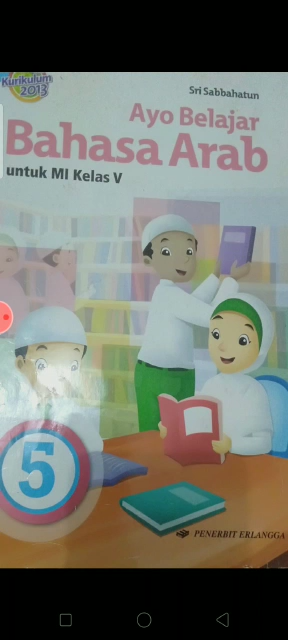 Kurikulum
2013
Sri Sabbahatun
Ayo Belajar
Bahasa Arab
untuk MI Kelas V
5
PENERBIT ERLANGGA